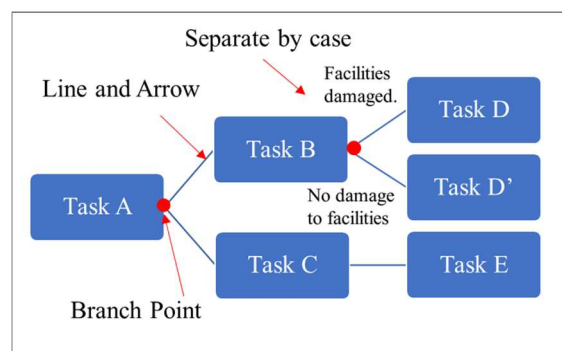 Separate by case
Line and Arrow
Facilities
damaged.
Task D
Task B
Task A
No damage
to facilities
Task D’
Task C
Task E
Branch Point